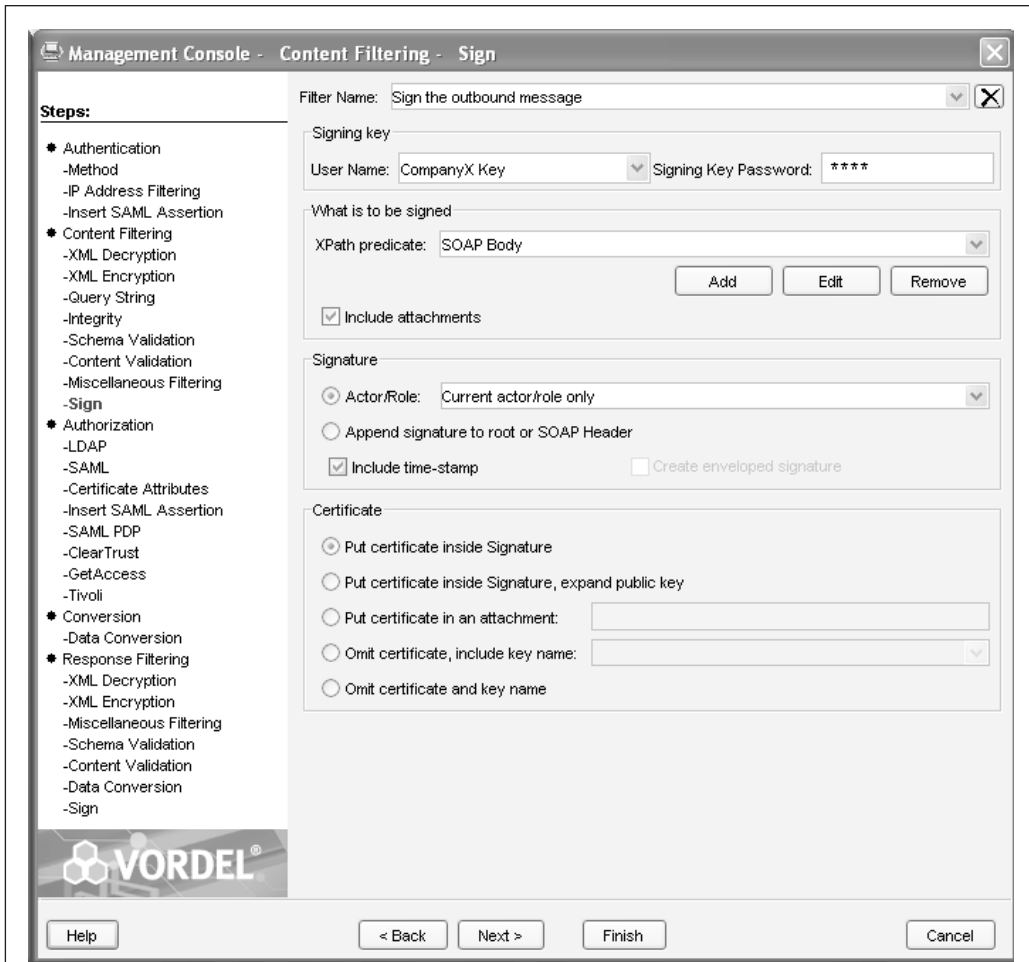 Management Console - Content Filtering - Sign
Steps:
Authentication
-Method
-IP Address Filtering
-Insert SAML Assertion
Content Filtering
-XML Decryption
-XML Encryption
-Query String
-Integrity
-Schema Validation
-Content Validation
-Miscellaneous Filtering
-Sign
Authorization
-LDAP
-SAML
-Certificate Attributes
-Insert SAML Assertion
-SAML PDP
-ClearTrust
-GetAccess
-Tivoli
Conversion
-Data Conversion
Response Filtering
-XML Decryption
-XML Encryption
-Miscellaneous Filtering
-Schema Validation
-Content Validation
-Data Conversion
-Sign
VORDEL®
Filter Name: Sign the outbound message
Signing key
User Name: CompanyX Key Signing Key Password: ****
What is to be signed
XPath predicate: SOAP Body
Add Edit Remove
Include attachments
Signature
Actor/Role: Current actor/role only
Append signature to root or SOAP Header
Include time-stamp Create enveloped signature
Certificate
Put certificate inside Signature
Put certificate inside Signature, expand public key
Put certificate in an attachment:
Omit certificate, include key name:
Omit certificate and key name
Help < Back Next > Finish Cancel